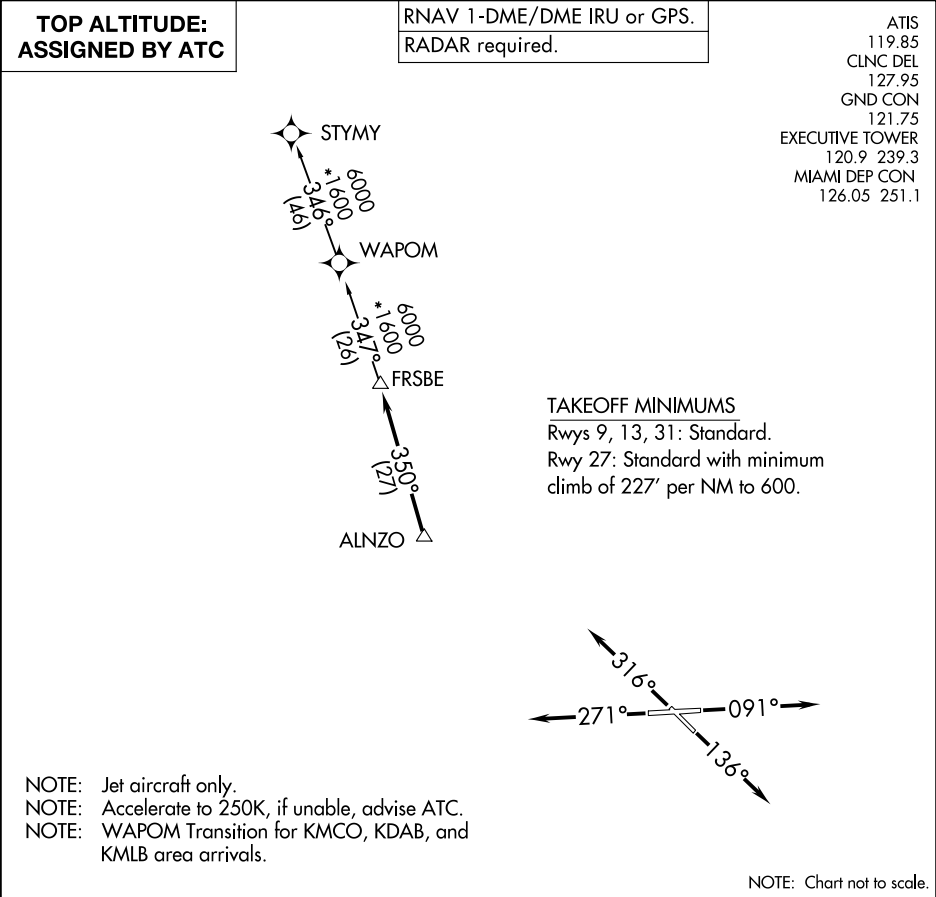 TOP ALTITUDE:
ASSIGNED BY ATC
RNAV 1-DME/DME IRU or GPS.
RADAR required.
ATIS
119.85
CLNC DEL
127.95
GND CON
121.75
EXECUTIVE TOWER
120.9 239.3
MIAMI DEP CON
126.05 251.1
STYMY
6000
*1600
346°
(46)
WAPOM
6000
*1600
347°
(26)
FRSBE
350°
(27)
ALNZO
TAKEOFF MINIMUMS
Rwys 9, 13, 31: Standard.
Rwy 27: Standard with minimum
climb of 227' per NM to 600.
316°
271°
091°
136°
NOTE: Jet aircraft only.
NOTE: Accelerate to 250K, if unable, advise ATC.
NOTE: WAPOM Transition for KMCO, KDAB, and
KMLB area arrivals.
NOTE: Chart not to scale.